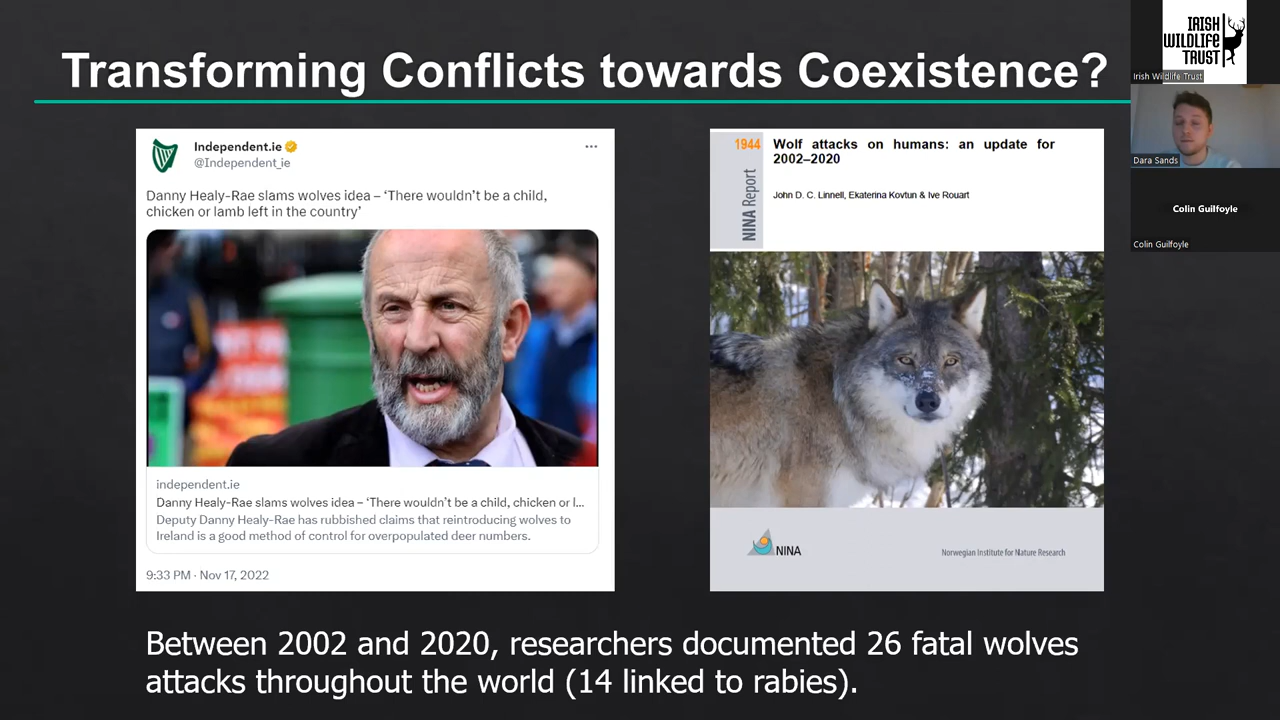 Transforming Conflicts towards Coexistence?
Independent.ie
@Independent_ie
Danny Healy-Rae slams wolves idea – ‘There wouldn’t be a child,
chicken or lamb left in the country’
independent.ie
Danny Healy-Rae slams wolves idea – ‘There wouldn’t be a child, chicken or l...
Deputy Danny Healy-Rae has rubbished claims that reintroducing wolves to
Ireland is a good method of control for overpopulated deer numbers.
9:33 PM · Nov 17, 2022
1944
NINA Report
Wolf attacks on humans: an update for
2002–2020
John D. C. Linnell, Ekaterina Kovtun & Ive Rouart
NINA
Norwegian Institute for Nature Research
Between 2002 and 2020, researchers documented 26 fatal wolves
attacks throughout the world (14 linked to rabies).
IRISH
WILDLIFE
TRUST
Irish Wildlife Trust
Dara Sands
Colin Guilfoyle
Colin Guilfoyle